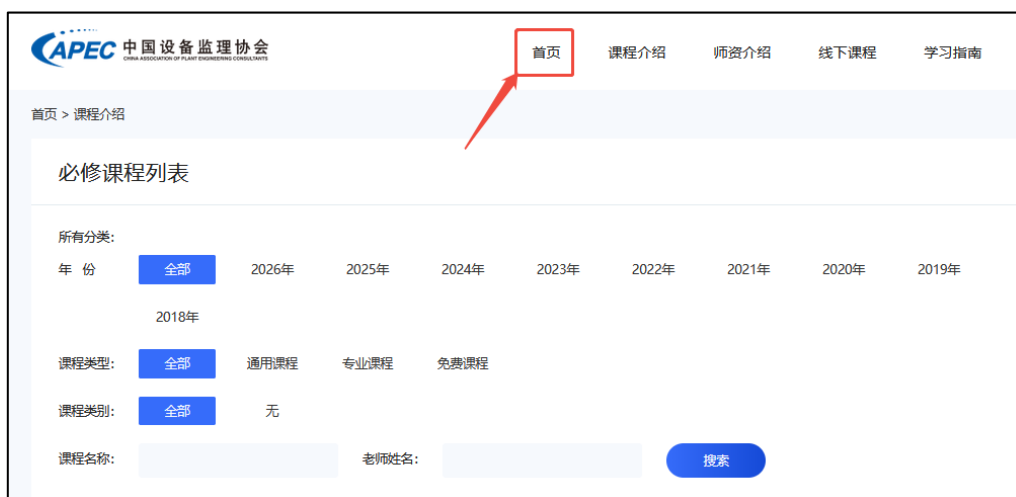 APEC 中国设备监理协会
CHINA ASSOCIATION OF PLANT ENGINEERING CONSULTANTS
首页 课程介绍 师资介绍 线下课程 学习指南
首页 > 课程介绍
必修课程列表
所有分类:
年 份 全部 2026年 2025年 2024年 2023年 2022年 2021年 2020年 2019年
2018年
课程类型: 全部 通用课程 专业课程 免费课程
课程类别: 全部 无
课程名称: 老师姓名: 搜索